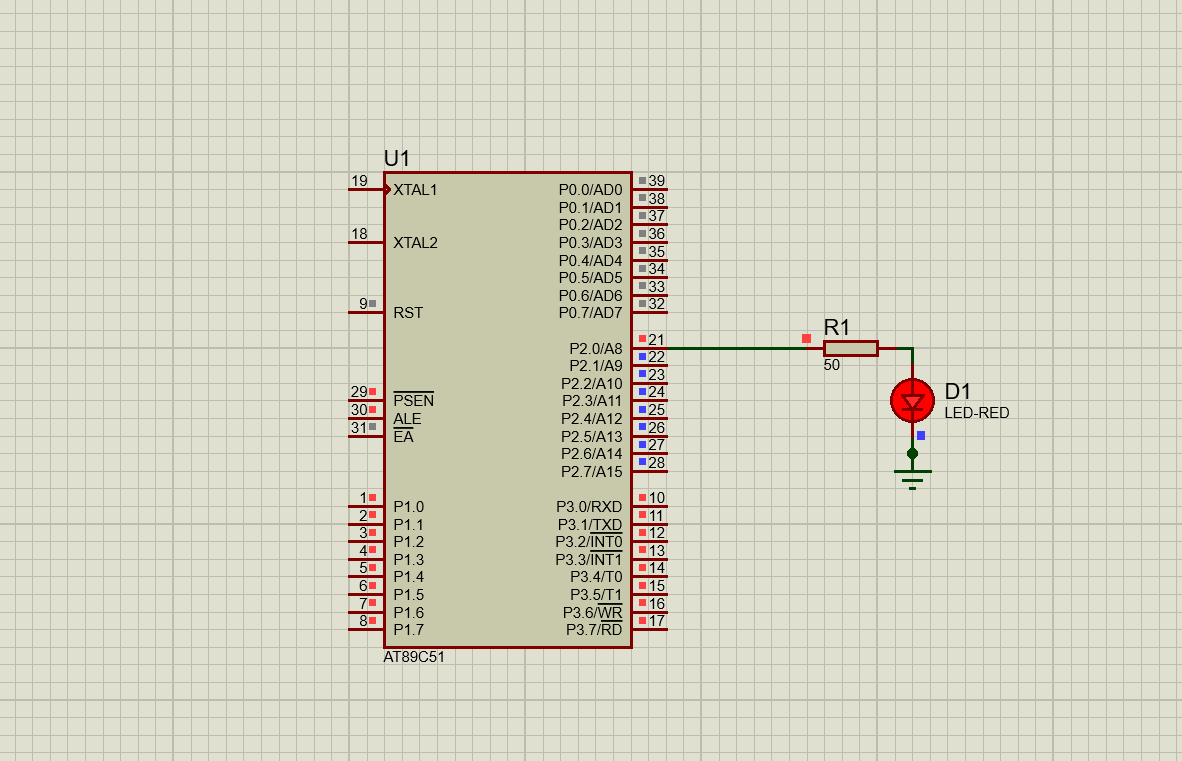 U1
19 XTAL1
18 XTAL2
9 RST
29 PSEN
30 ALE
31 EA
1 P1.0
2 P1.1
3 P1.2
4 P1.3
5 P1.4
6 P1.5
7 P1.6
8 P1.7
P0.0/AD0 39
P0.1/AD1 38
P0.2/AD2 37
P0.3/AD3 36
P0.4/AD4 35
P0.5/AD5 34
P0.6/AD6 33
P0.7/AD7 32
P2.0/A8 21
P2.1/A9 22
P2.2/A10 23
P2.3/A11 24
P2.4/A12 25
P2.5/A13 26
P2.6/A14 27
P2.7/A15 28
P3.0/RXD 10
P3.1/TXD 11
P3.2/INT0 12
P3.3/INT1 13
P3.4/T0 14
P3.5/T1 15
P3.6/WR 16
P3.7/RD 17
AT89C51
R1
50
D1
LED-RED